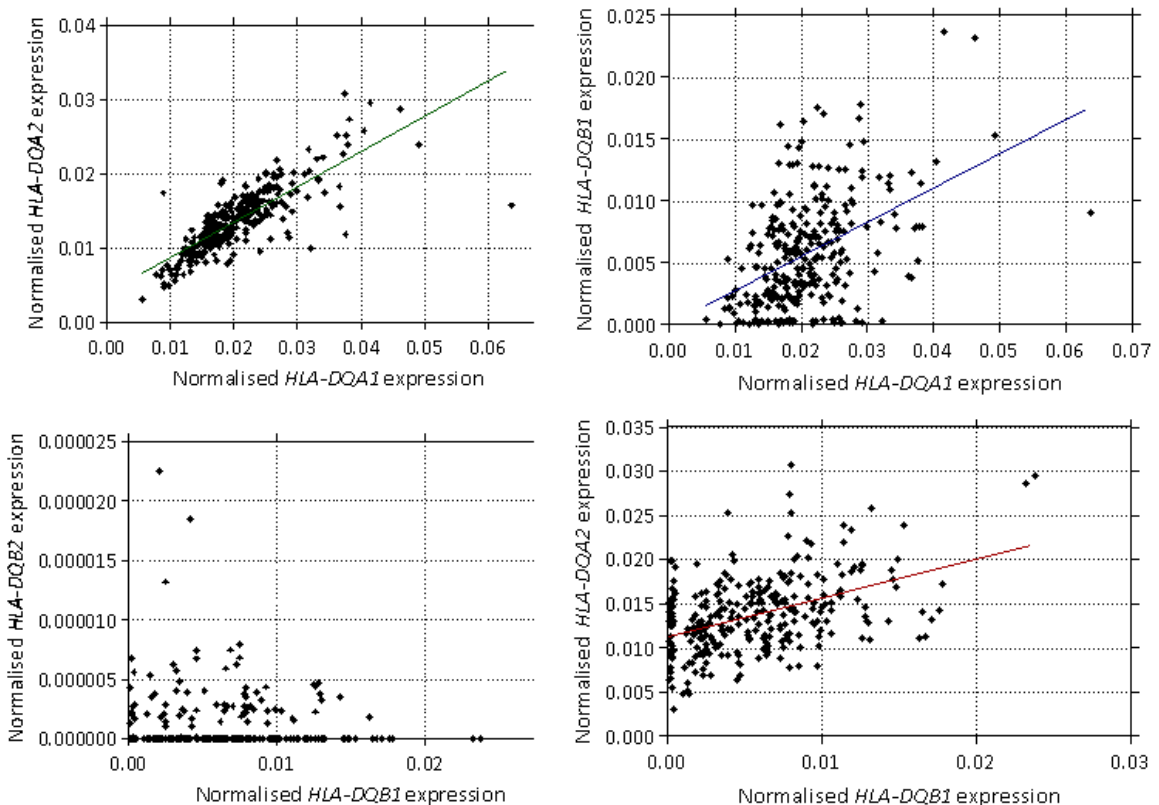 Normalised HLA-DQA2 expression
0.04
0.03
0.02
0.01
0.00
0.00 0.01 0.02 0.03 0.04 0.05 0.06
Normalised HLA-DQA1 expression
Normalised HLA-DQB1 expression
0.025
0.020
0.015
0.010
0.005
0.000
0.00 0.01 0.02 0.03 0.04 0.05 0.06 0.07
Normalised HLA-DQA1 expression
Normalised HLA-DQB2 expression
0.000025
0.000020
0.000015
0.000010
0.000005
0.000000
0.00 0.01 0.02
Normalised HLA-DQB1 expression
Normalised HLA-DQA2 expression
0.035
0.030
0.025
0.020
0.015
0.010
0.005
0.000
0.00 0.01 0.02 0.03
Normalised HLA-DQB1 expression